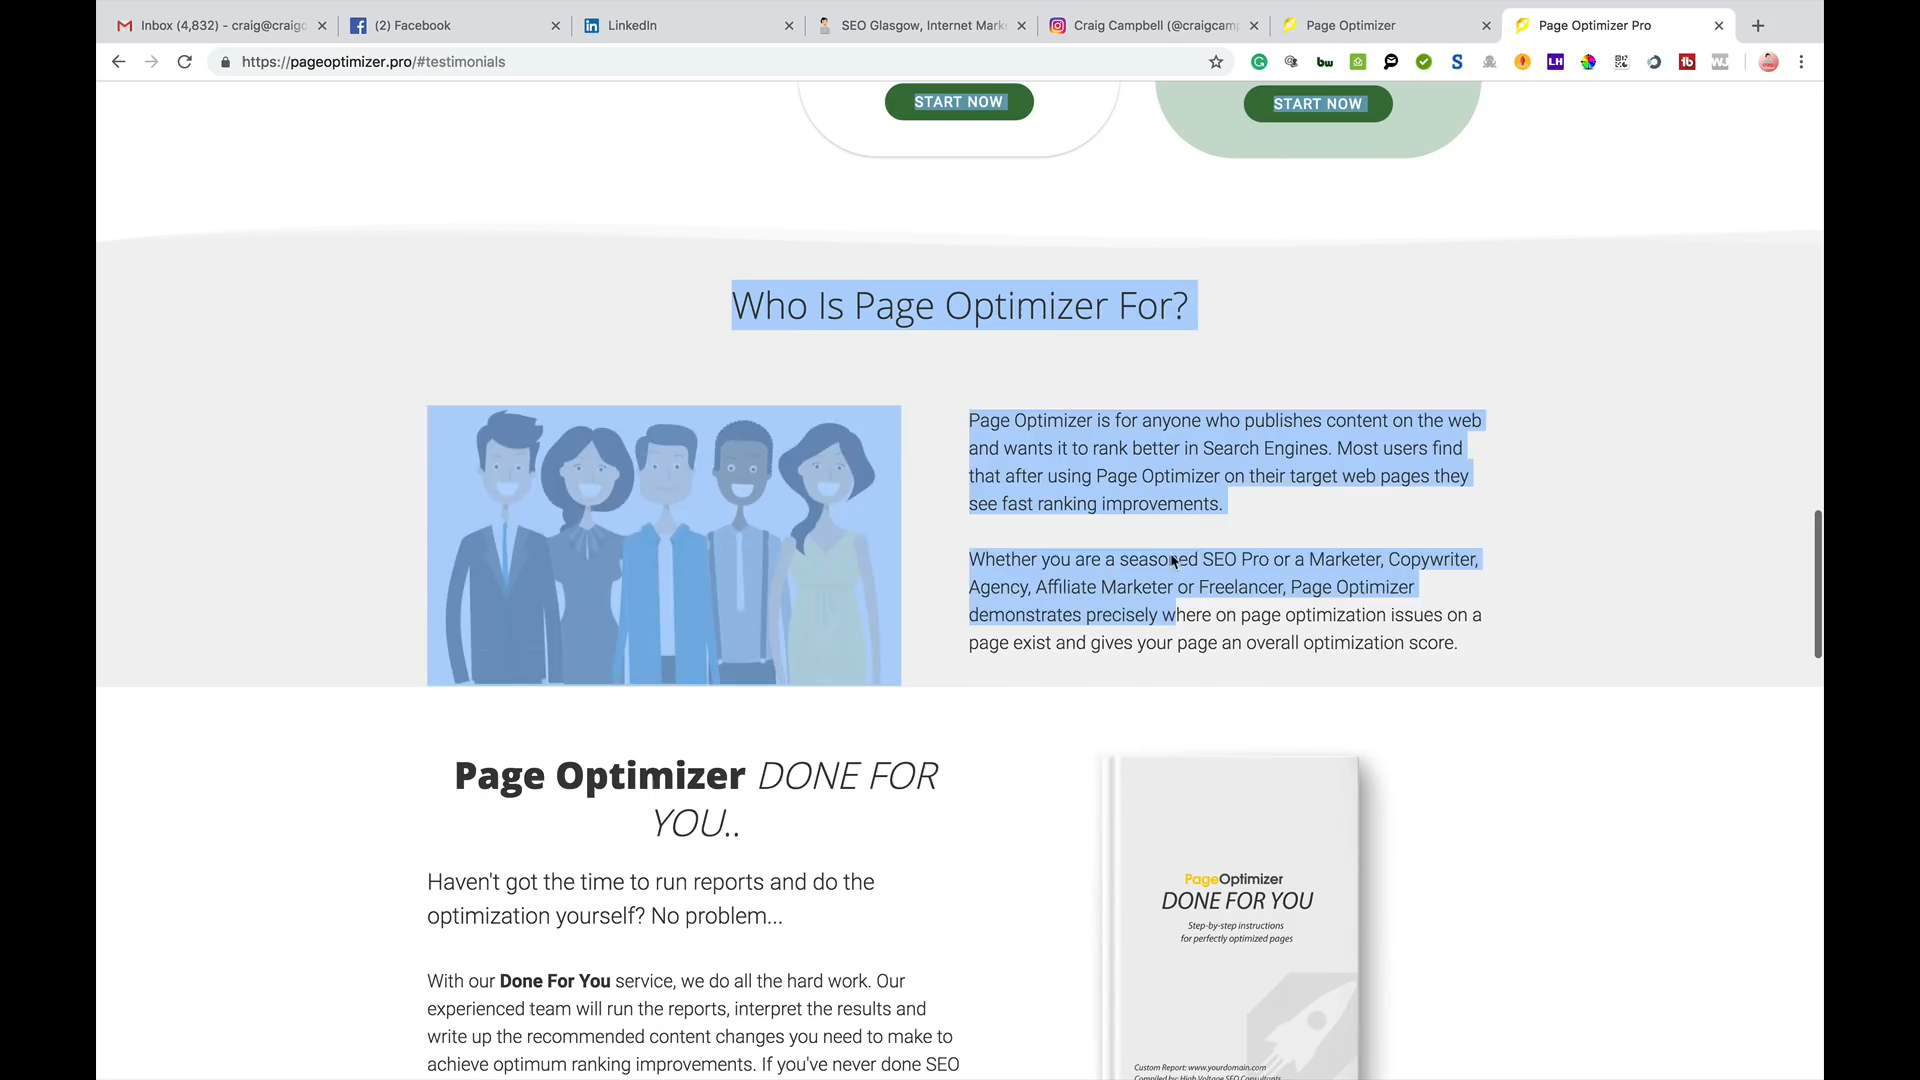 Inbox (4,832) - craig@craigc
(2) Facebook
LinkedIn
SEO Glasgow, Internet Mark
Craig Campbell (@craigcamp
Page Optimizer
Page Optimizer Pro
https://pageoptimizer.pro/#testimonials
START NOW
START NOW
Who Is Page Optimizer For?
Page Optimizer is for anyone who publishes content on the web
and wants it to rank better in Search Engines. Most users find
that after using Page Optimizer on their target web pages they
see fast ranking improvements.
Whether you are a seasoned SEO Pro or a Marketer, Copywriter,
Agency, Affiliate Marketer or Freelancer, Page Optimizer
demonstrates precisely where on page optimization issues on a
page exist and gives your page an overall optimization score.
Page Optimizer DONE FOR
YOU..
Haven't got the time to run reports and do the
optimization yourself? No problem...
With our Done For You service, we do all the hard work. Our
experienced team will run the reports, interpret the results and
write up the recommended content changes you need to make to
achieve optimum ranking improvements. If you've never done SEO
PageOptimizer
DONE FOR YOU
Step-by-step instructions
for perfectly optimized pages
Custom Report: www.yourdomain.com
Compiled by: High Voltage SEO Consultants